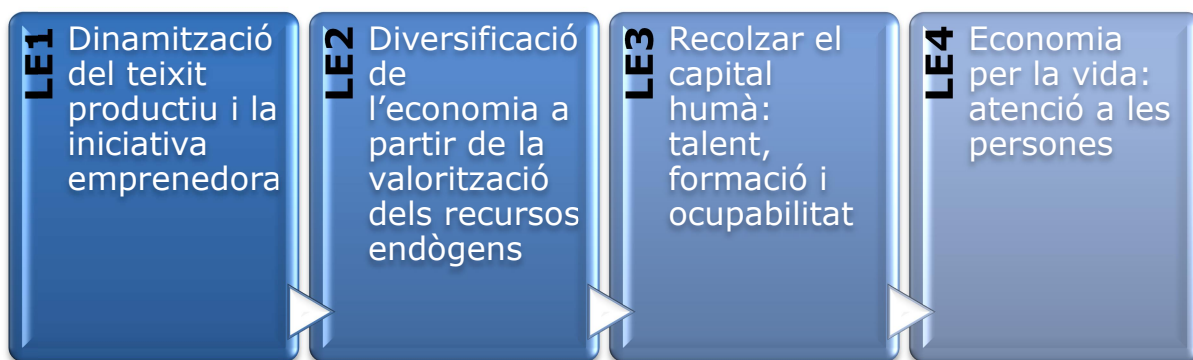 LE1
Dinamització
del teixit
productiu i la
iniciativa
emprenedora
LE2
Diversificació
de
l’economia a
partir de la
valorització
dels recursos
endògens
LE3
Recolzar el
capital
humà:
talent,
formació i
ocupabilitat
LE4
Economia
per la vida:
atenció a les
persones